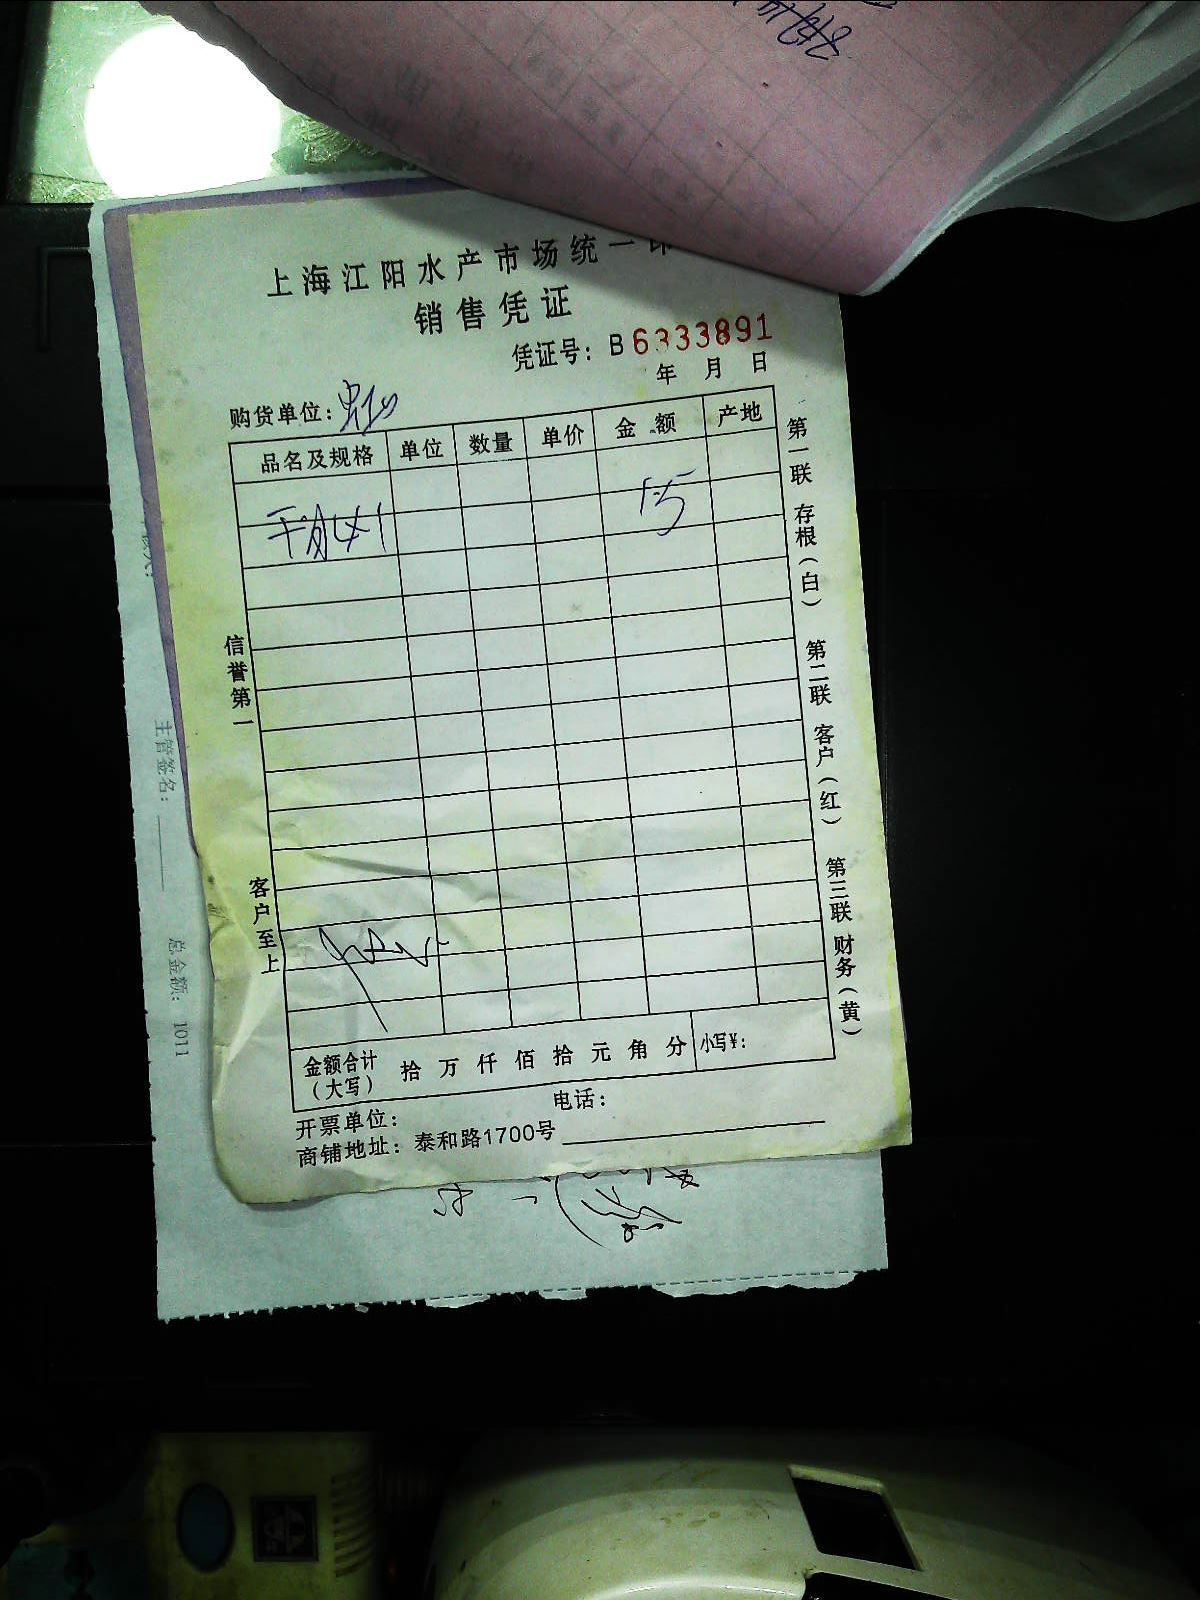 上海江阳水产市场统一印
销售凭证
凭证号: B6333891
年 月 日
购货单位:
品名及规格 单位 数量 单价 金额 产地
15
信誉第一
客户至上
第一联 存根（白） 第二联 客户（红） 第三联 财务（黄）
金额合计（大写） 拾 万 仟 佰 拾 元 角 分 小写¥:
开票单位: 电话:
商铺地址: 泰和路1700号
主管签名:
总金额: 1011